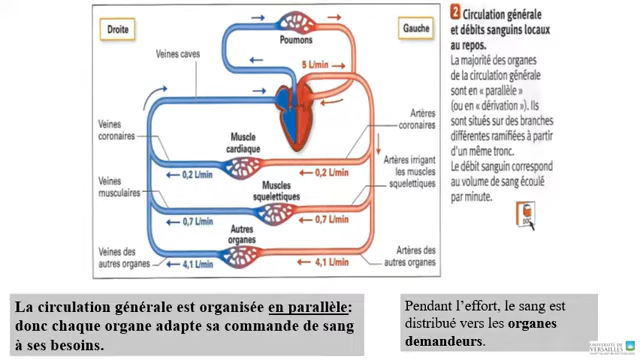 Droite
Gauche
Poumons
Veines caves
5 L/min
Veines
coronaires
Muscle
cardiaque
Artères
coronaires
0,2 L/min
0,2 L/min
Veines
musculaires
Muscles
squelettiques
Artères irrigant
les muscles
squelettiques
0,7 L/min
0,7 L/min
Veines des
autres organes
Autres
organes
Artères des
autres organes
4,1 L/min
4,1 L/min
2 Circulation générale
et débits sanguins locaux
au repos.
La majorité des organes
de la circulation générale
sont en « parallèle »
(ou en « dérivation »). Ils
sont situés sur des branches
différentes ramifiées à partir
d'un même tronc.
Le débit sanguin correspond
au volume de sang écoulé
par minute.
La circulation générale est organisée en parallèle:
donc chaque organe adapte sa commande de sang
à ses besoins.
Pendant l'effort, le sang est
distribué vers les organes
demandeurs.
UNIVERSITÉ DE
VERSAILLES